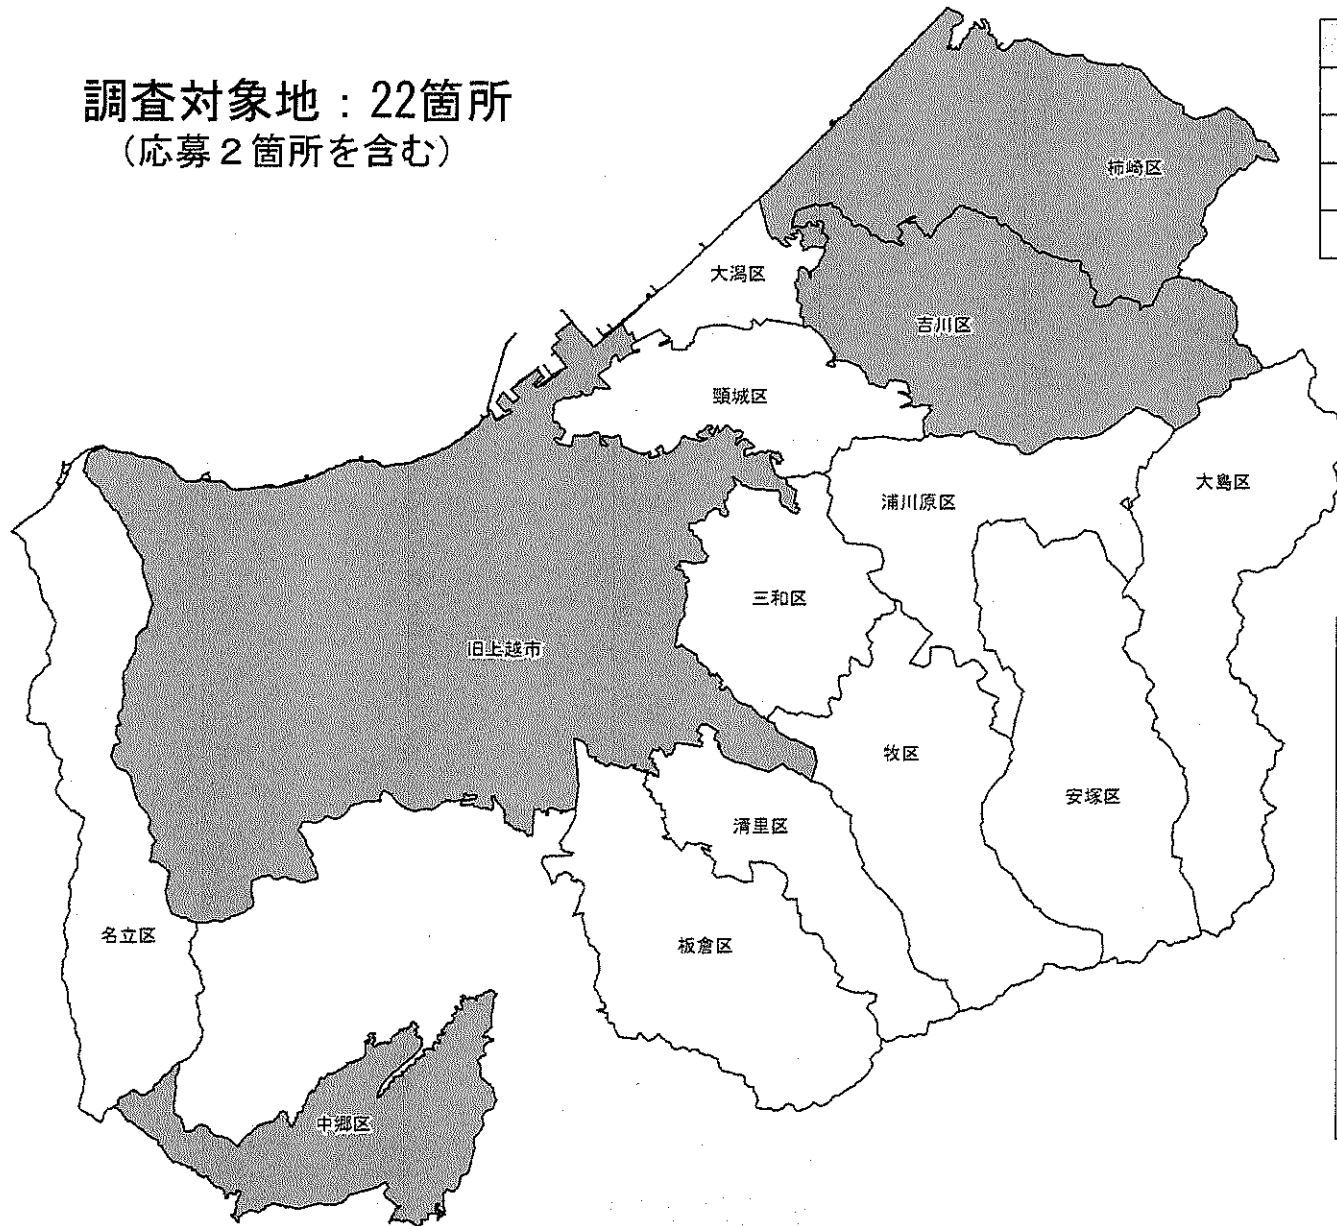 調査対象地：22箇所
（応募２箇所を含む）
柿崎区
大潟区
吉川区
頸城区
大島区
浦川原区
三和区
旧上越市
牧区
安塚区
清里区
名立区
板倉区
中郷区